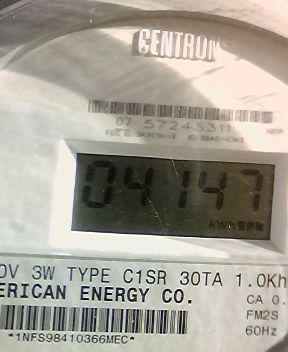 CENTRON
07 57245311
04147
kWh
0V 3W TYPE C1SR 30TA 1.0Kh
ERICAN ENERGY CO. CA 0.
FM2S
60Hz
*1NFS98410366MEC*